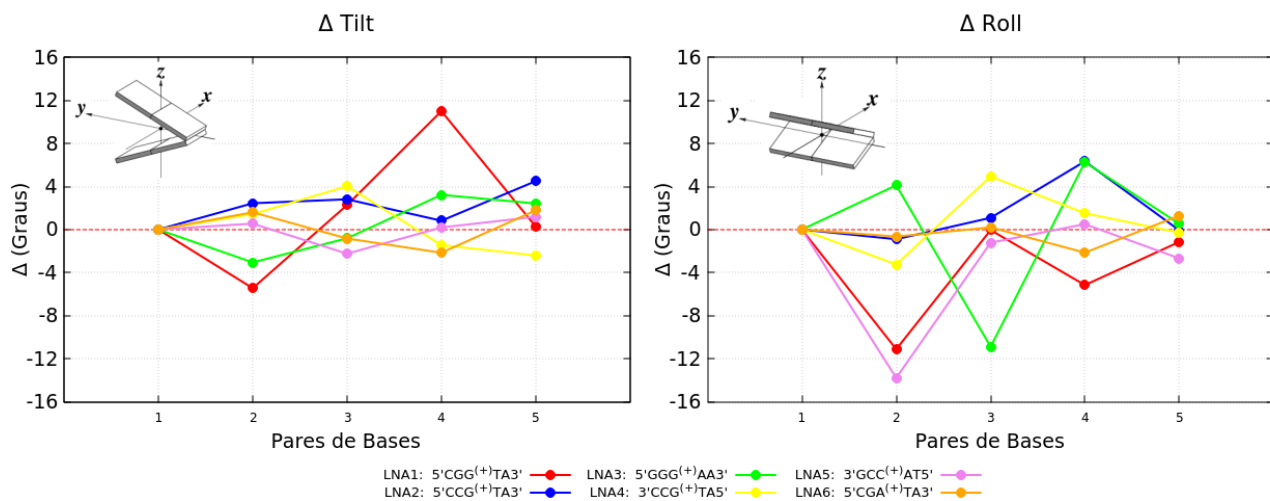 Δ Tilt
Δ (Graus)
16
12
8
4
0
-4
-8
-12
-16
z
y
x
1 2 3 4 5
Pares de Bases
Δ Roll
Δ (Graus)
16
12
8
4
0
-4
-8
-12
-16
z
y
x
1 2 3 4 5
Pares de Bases
LNA1: 5'CGG⁽⁺⁾TA3' LNA3: 5'GGG⁽⁺⁾AA3' LNA5: 3'GCC⁽⁺⁾AT5'
LNA2: 5'CCG⁽⁺⁾TA3' LNA4: 3'CCG⁽⁺⁾TA5' LNA6: 5'CGA⁽⁺⁾TA3'